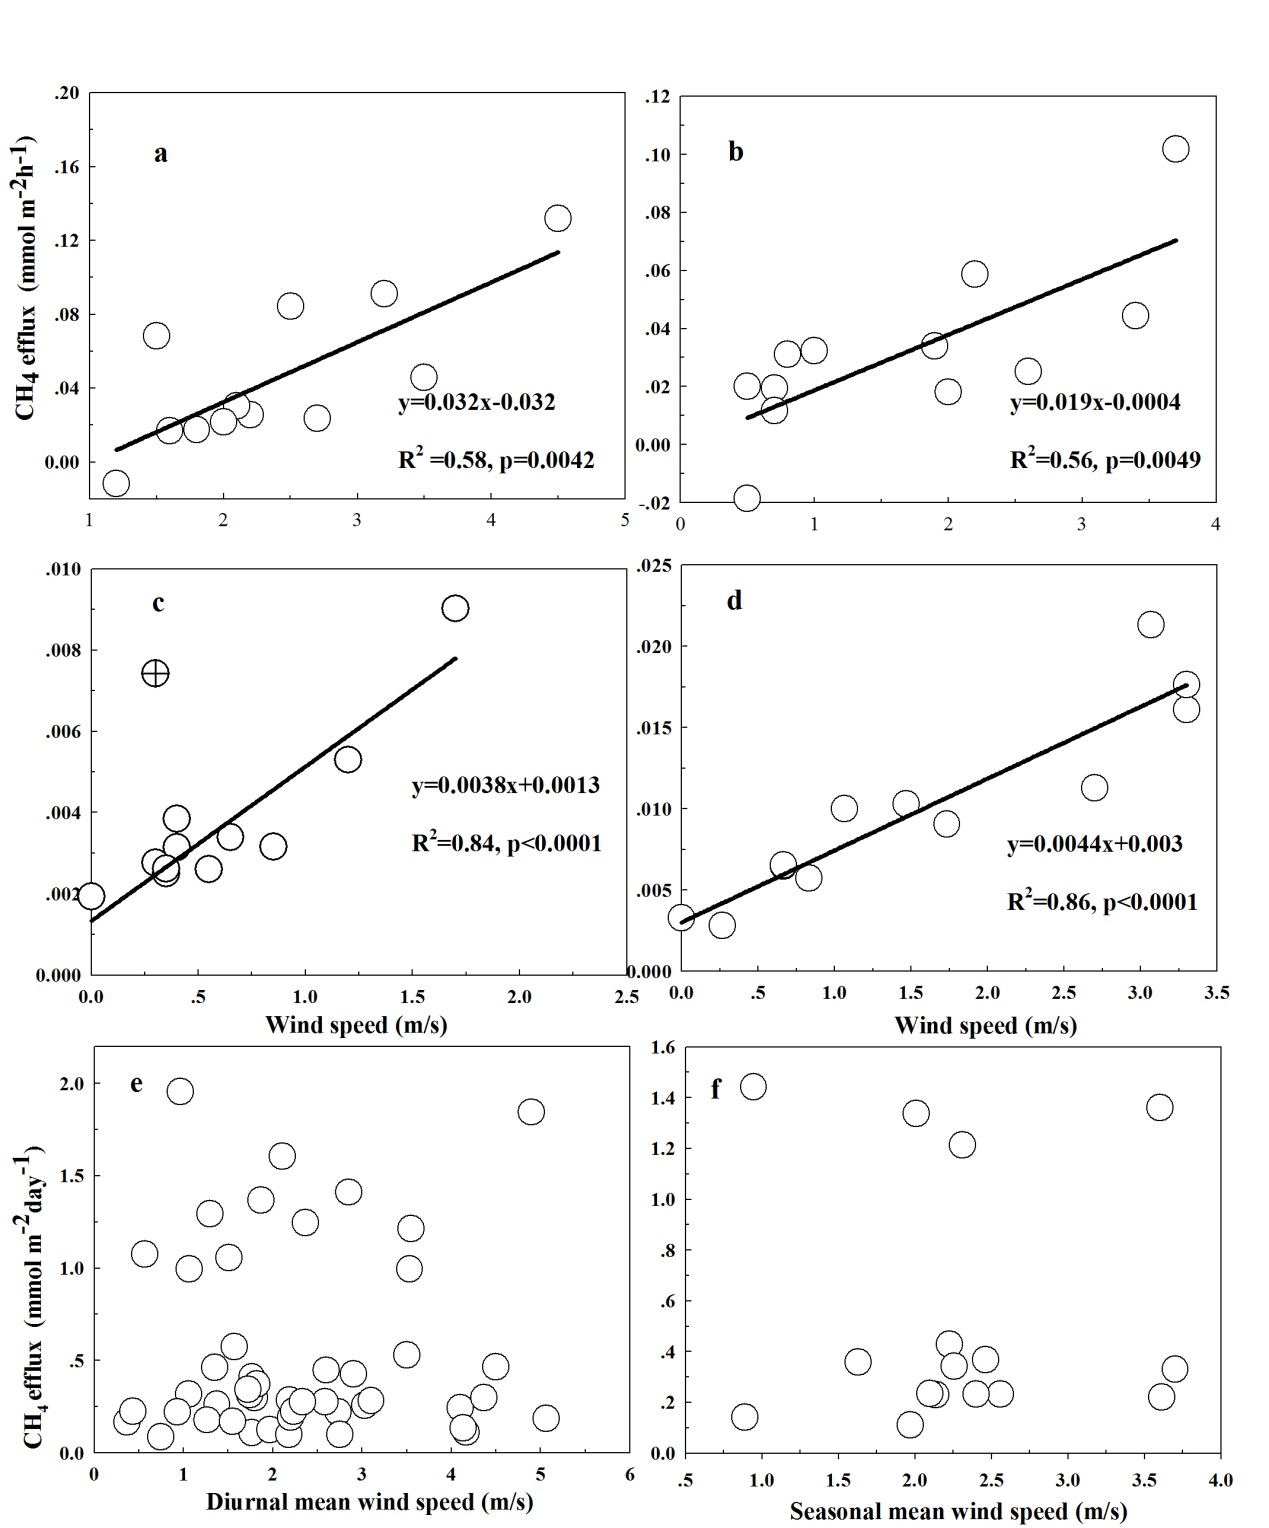 CH4 efflux (mmol m-2h-1)
.20
.16
.12
.08
.04
0.00
a
y=0.032x-0.032
R2 =0.58, p=0.0042
1 2 3 4 5
.12
.10
.08
.06
.04
.02
0.00
-.02
b
y=0.019x-0.0004
R2=0.56, p=0.0049
0 1 2 3 4
.010
.008
.006
.004
.002
0.000
c
y=0.0038x+0.0013
R2=0.84, p<0.0001
0.0 .5 1.0 1.5 2.0 2.5
Wind speed (m/s)
.025
.020
.015
.010
.005
0.000
d
y=0.0044x+0.003
R2=0.86, p<0.0001
0.0 .5 1.0 1.5 2.0 2.5 3.0 3.5
Wind speed (m/s)
CH4 efflux (mmol m-2day-1)
2.0
1.5
1.0
.5
0.0
e
0 1 2 3 4 5 6
Diurnal mean wind speed (m/s)
1.6
1.4
1.2
1.0
.8
.6
.4
.2
0.0
f
.5 1.0 1.5 2.0 2.5 3.0 3.5 4.0
Seasonal mean wind speed (m/s)